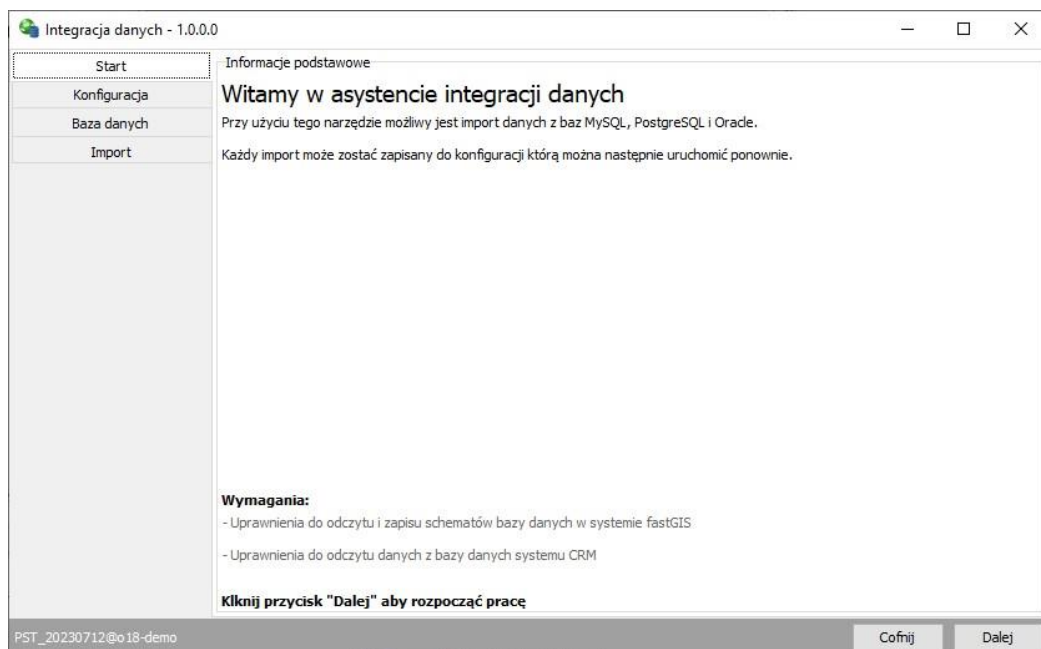 Integracja danych - 1.0.0.0
Start
Konfiguracja
Baza danych
Import
Informacje podstawowe
Witamy w asystencie integracji danych
Przy użyciu tego narzędzie możliwy jest import danych z baz MySQL, PostgreSQL i Oracle.
Każdy import może zostać zapisany do konfiguracji którą można następnie uruchomić ponownie.
Wymagania:
- Uprawnienia do odczytu i zapisu schematów bazy danych w systemie fastGIS
- Uprawnienia do odczytu danych z bazy danych systemu CRM
Klknij przycisk "Dalej" aby rozpocząć pracę
PST_20230712@o18-demo
Cofnij
Dalej